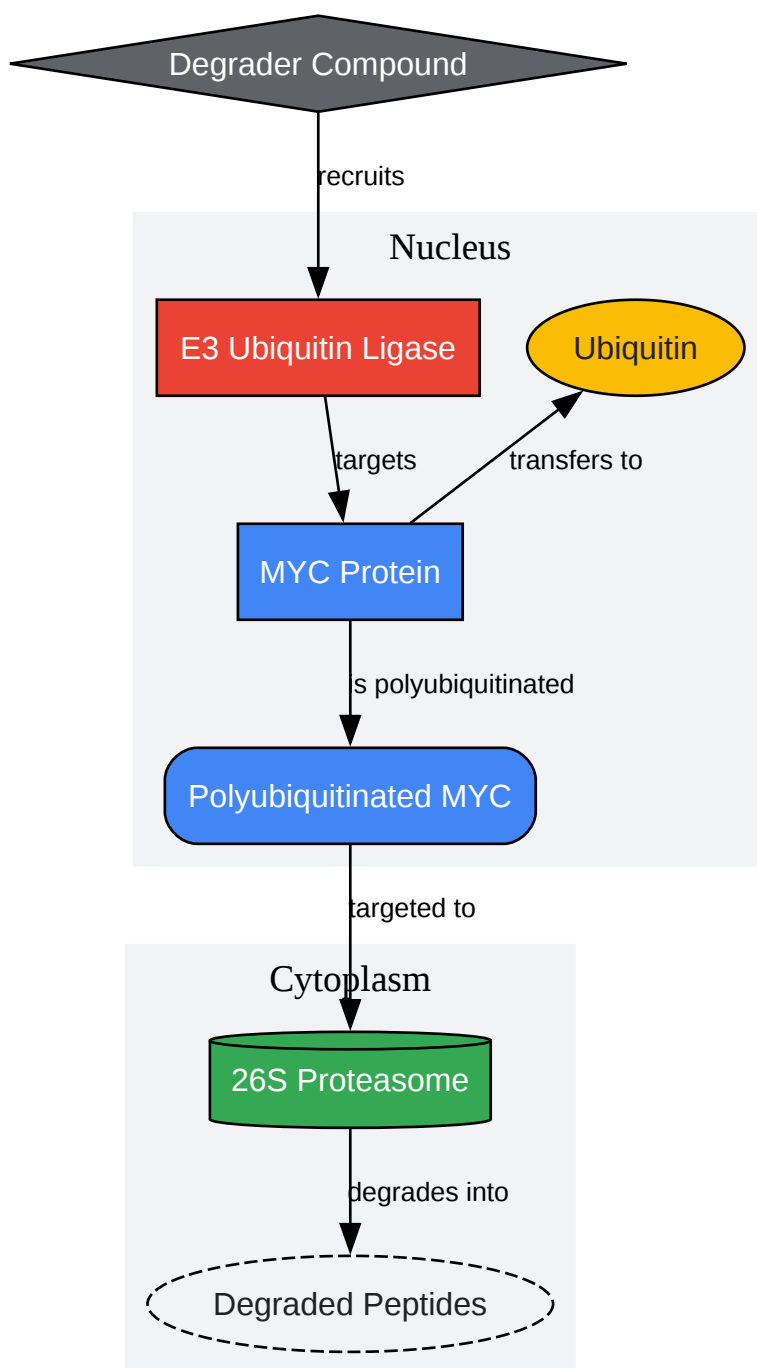 Degrader Compound
recruits
Nucleus
E3 Ubiquitin Ligase
Ubiquitin
targets
transfers to
MYC Protein
is polyubiquitinated
Polyubiquitinated MYC
targeted to
Cytoplasm
26S Proteasome
degrades into
Degraded Peptides